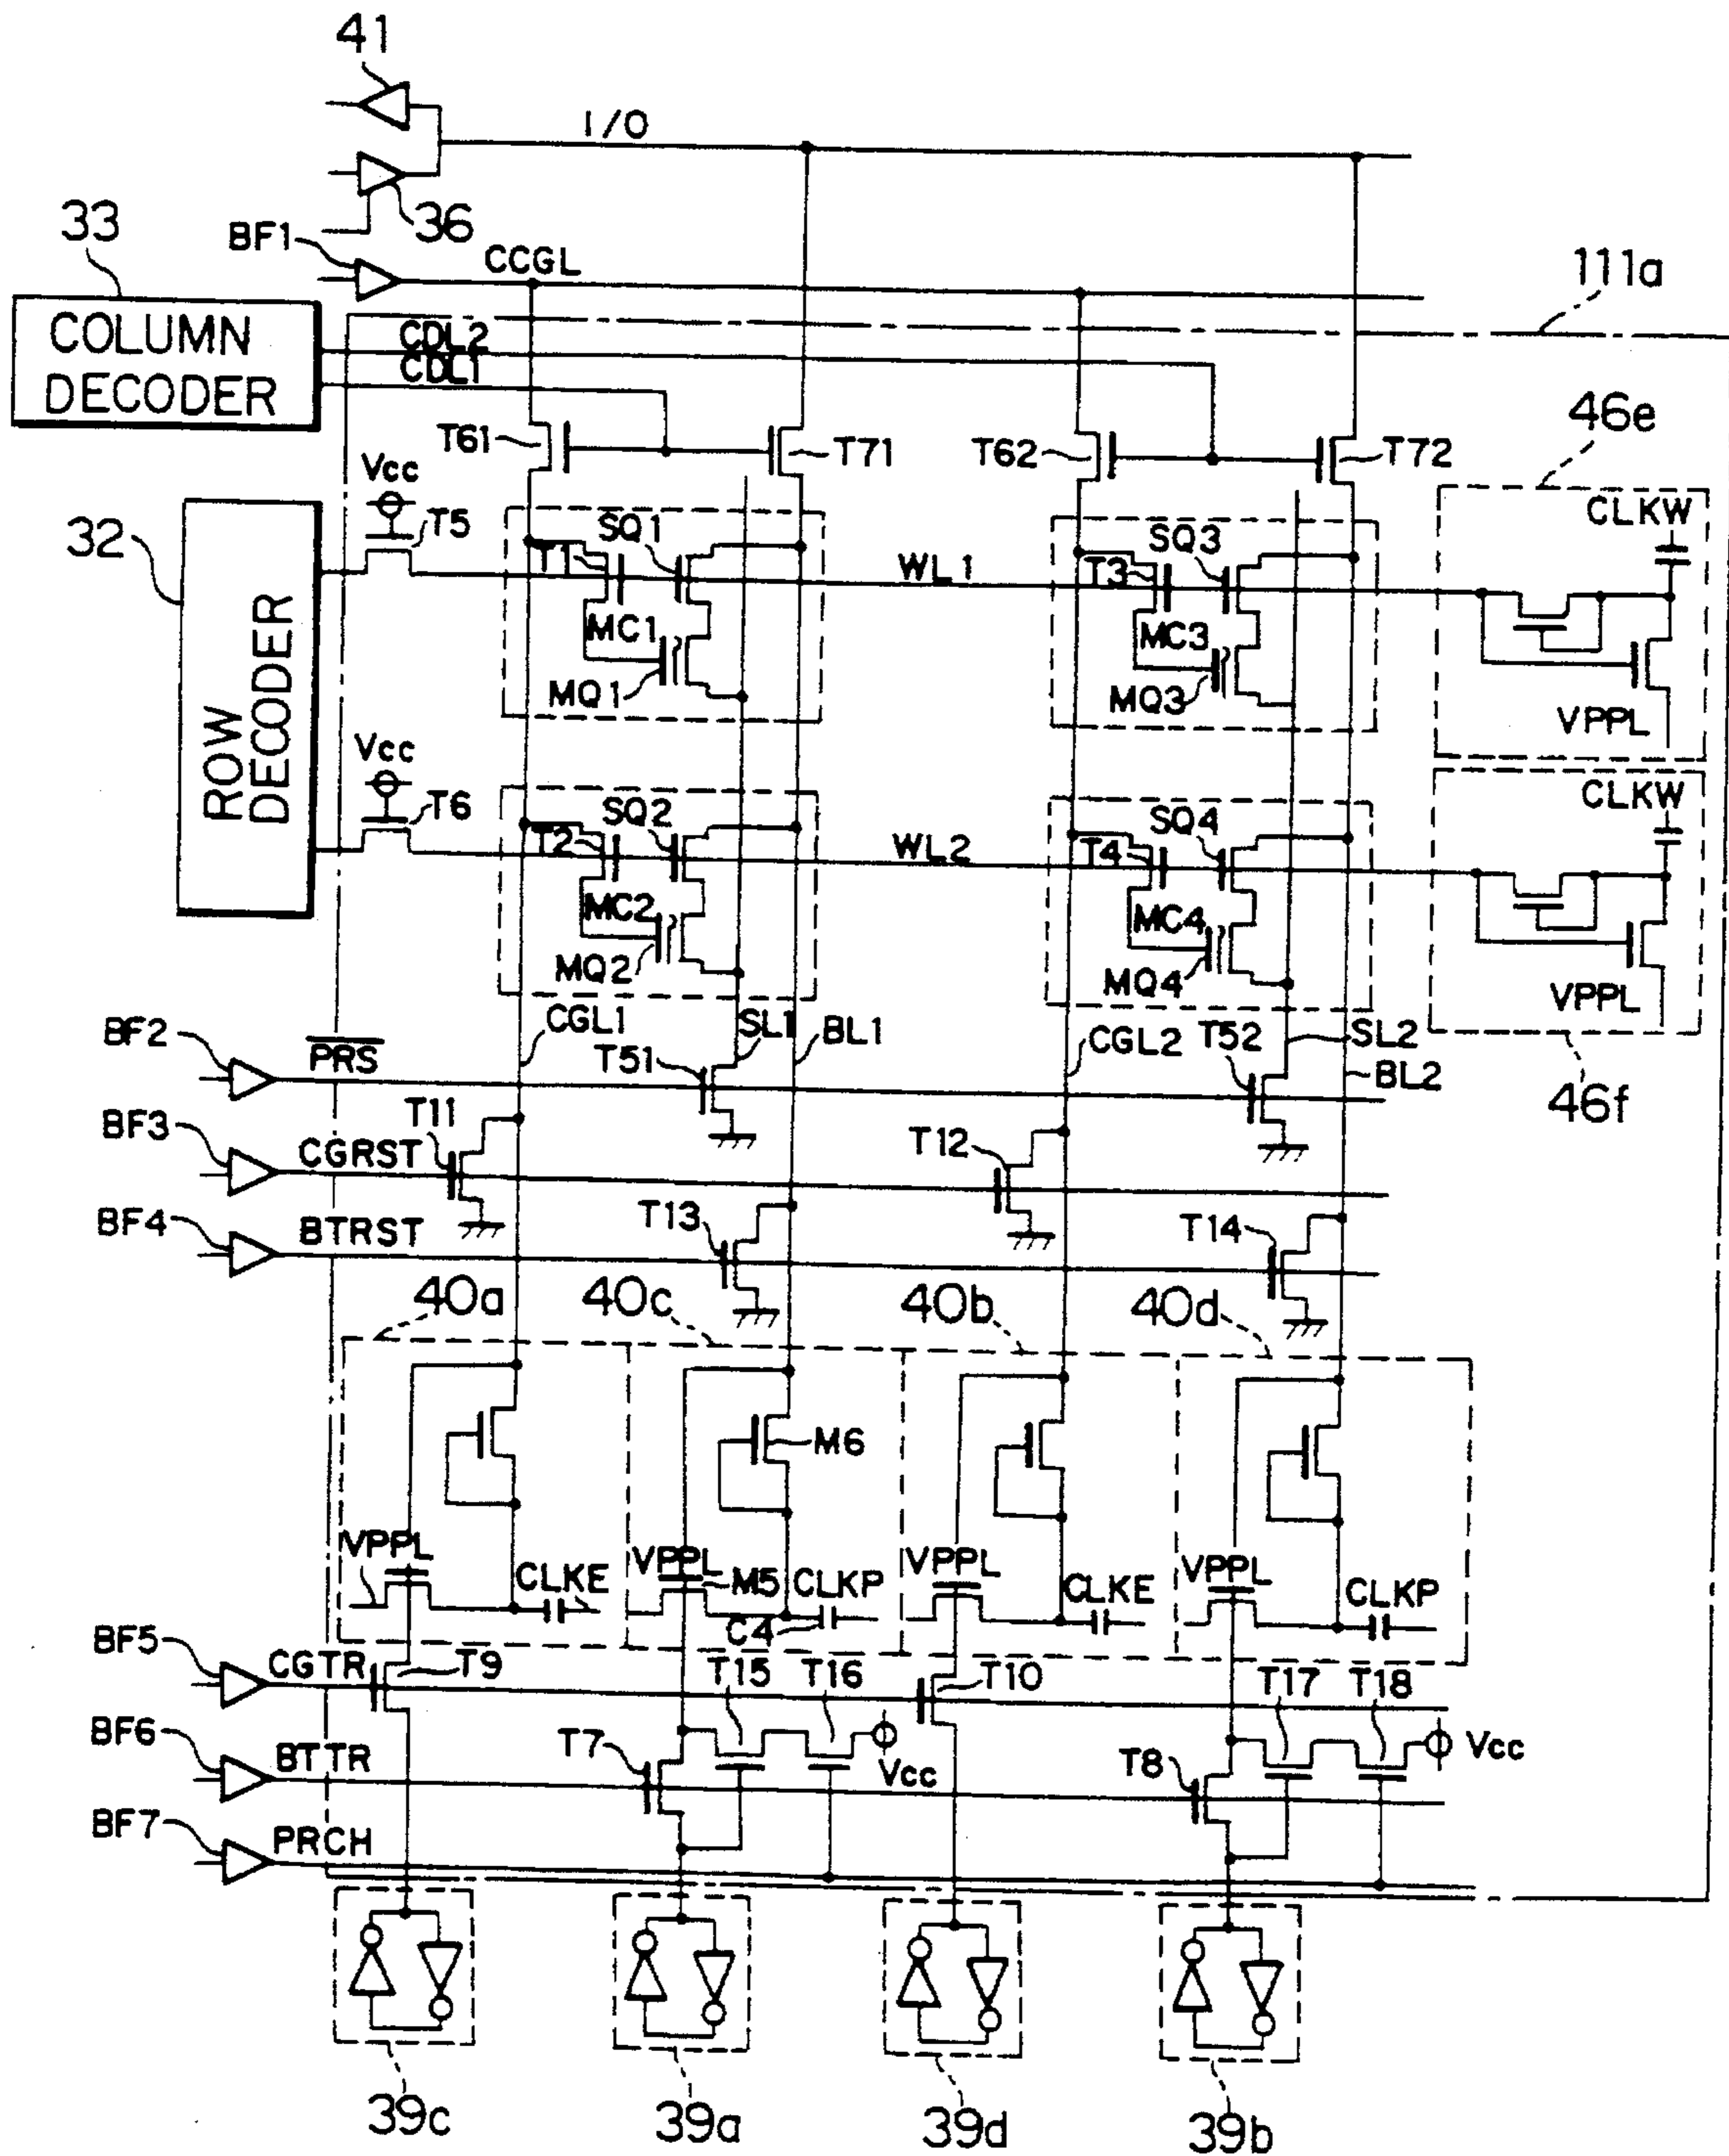 41
I/O
36
33
BF1
CCGL
111a
COLUMN
DECODER
CDL2
CDL1
46e
T61
T71
T62
T72
Vcc
CLKW
32
T5
SQ1
SQ3
T1
WL1
T3
MC1
MC3
MQ1
MQ3
VPPL
ROW
DECODER
Vcc
CLKW
T6
SQ2
SQ4
T2
WL2
T4
MC2
MC4
MQ2
MQ4
VPPL
CGL1
SL1
BL1
CGL2
SL2
BL2
BF2
PRS
T51
T52
46f
BF3
CGRST
T11
T12
BF4
BTRST
T13
T14
40a
40c
40b
40d
M6
VPPL
CLKE
VPPL
M5
CLKP
VPPL
CLKE
VPPL
CLKP
C4
BF5
CGTR
T9
T15
T16
T10
T17
T18
BF6
BTTR
T7
Vcc
T8
Vcc
BF7
PRCH
39c
39a
39d
39b